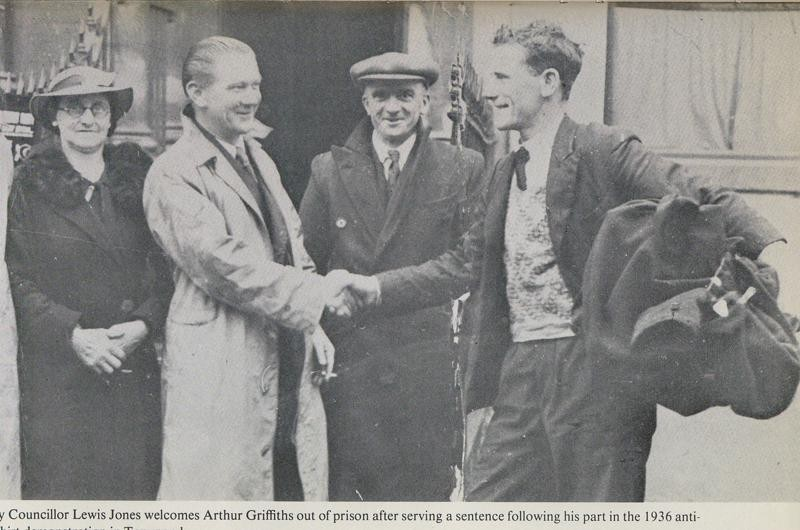 y Councillor Lewis Jones welcomes Arthur Griffiths out of prison after serving a sentence following his part in the 1936 anti-